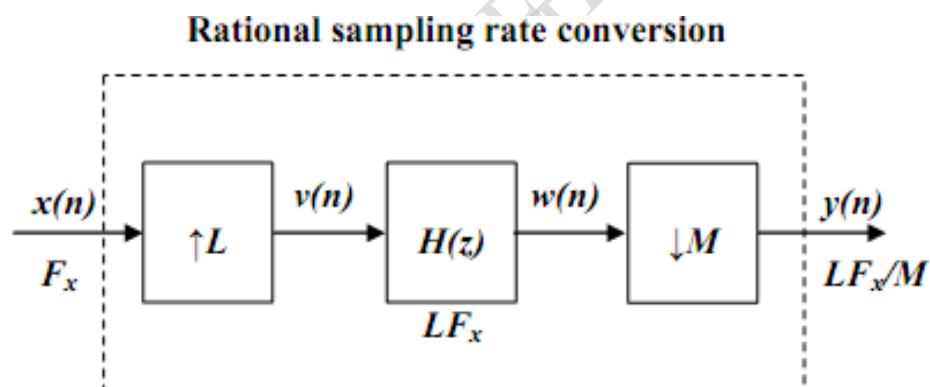 Rational sampling rate conversion
x(n) v(n) w(n) y(n)
↑L H(z) ↓M
F_x LF_x/M
LF_x